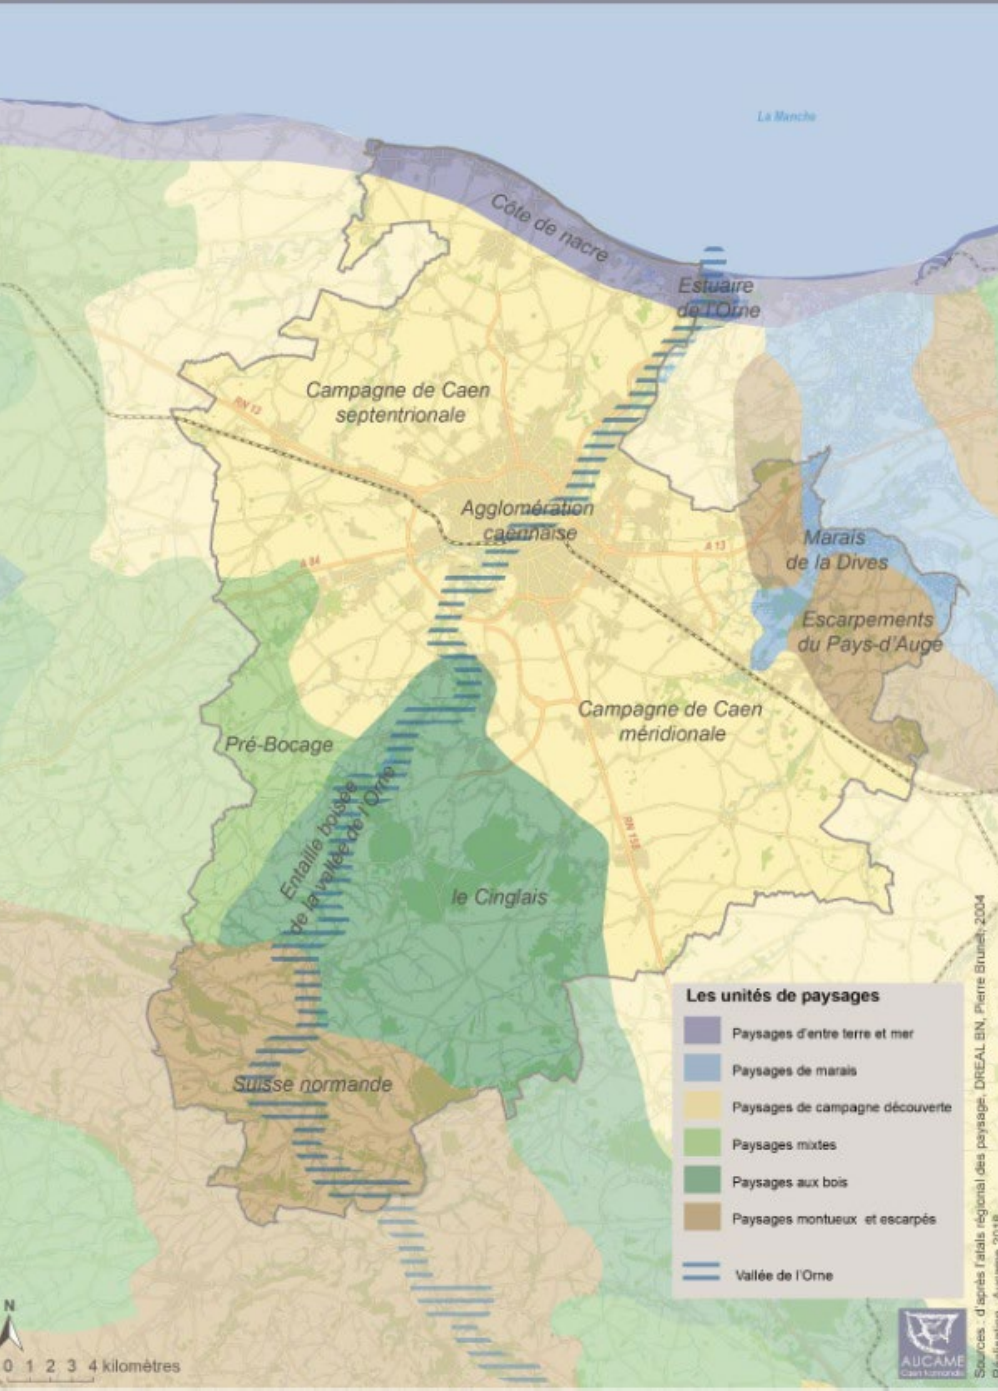 La Manche
Côte de nacre
Estuaire
de l'Orne
Campagne de Caen
septentrionale
RN 13
Agglomération
caennaise
A 13
Marais
de la Dives
A 84
Escarpements
du Pays-d'Auge
Campagne de Caen
méridionale
Pré-Bocage
Entaille boisée
de la vallée de l'Orne
RN 158
le Cinglais
Suisse normande
Les unités de paysages
Paysages d'entre terre et mer
Paysages de marais
Paysages de campagne découverte
Paysages mixtes
Paysages aux bois
Paysages montueux et escarpés
Vallée de l'Orne
N
0 1 2 3 4 kilomètres
AUCAME
Caen Normandie
Sources : d'après l'atals régional des paysage, DREAL BN, Pierre Brunet, 2004